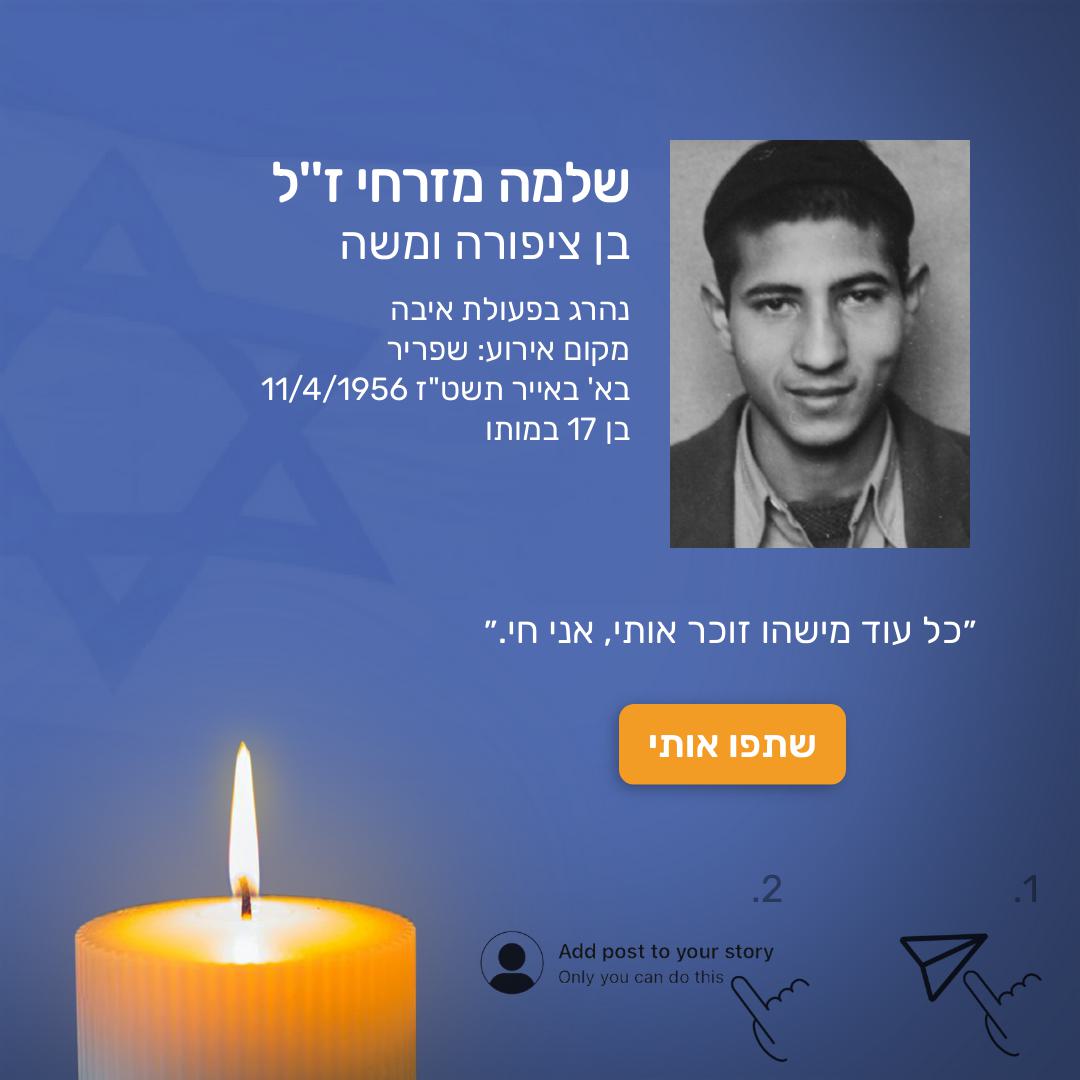 שלמה מזרחי ז"ל
בן ציפורה ומשה
נהרג בפעולת איבה
מקום אירוע: שפריר
בא' באייר תשט"ז 11/4/1956
בן 17 במותו
״כל עוד מישהו זוכר אותי, אני חי.״
שתפו אותי
1.
2.
Add post to your story
Only you can do this